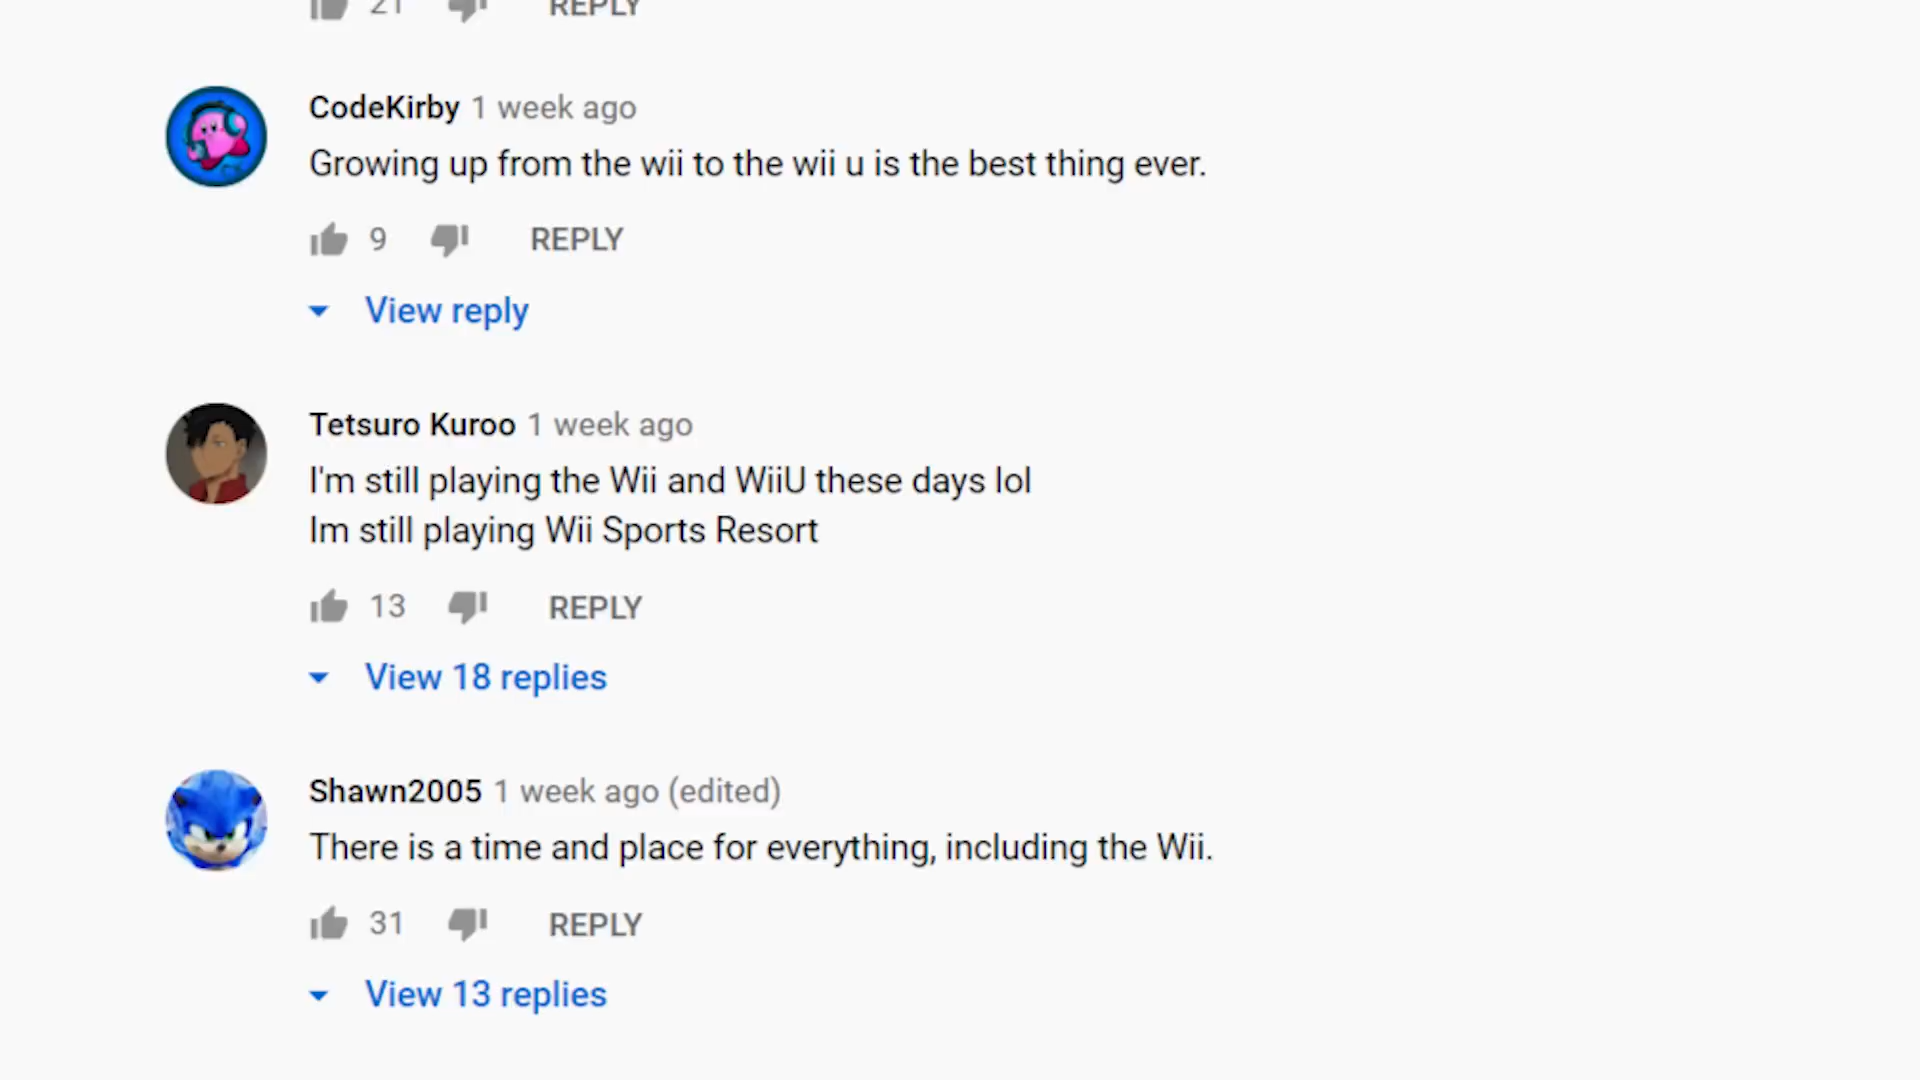 21 REPLY
CodeKirby 1 week ago
Growing up from the wii to the wii u is the best thing ever.
9 REPLY
View reply
Tetsuro Kuroo 1 week ago
I'm still playing the Wii and WiiU these days lol
Im still playing Wii Sports Resort
13 REPLY
View 18 replies
Shawn2005 1 week ago (edited)
There is a time and place for everything, including the Wii.
31 REPLY
View 13 replies